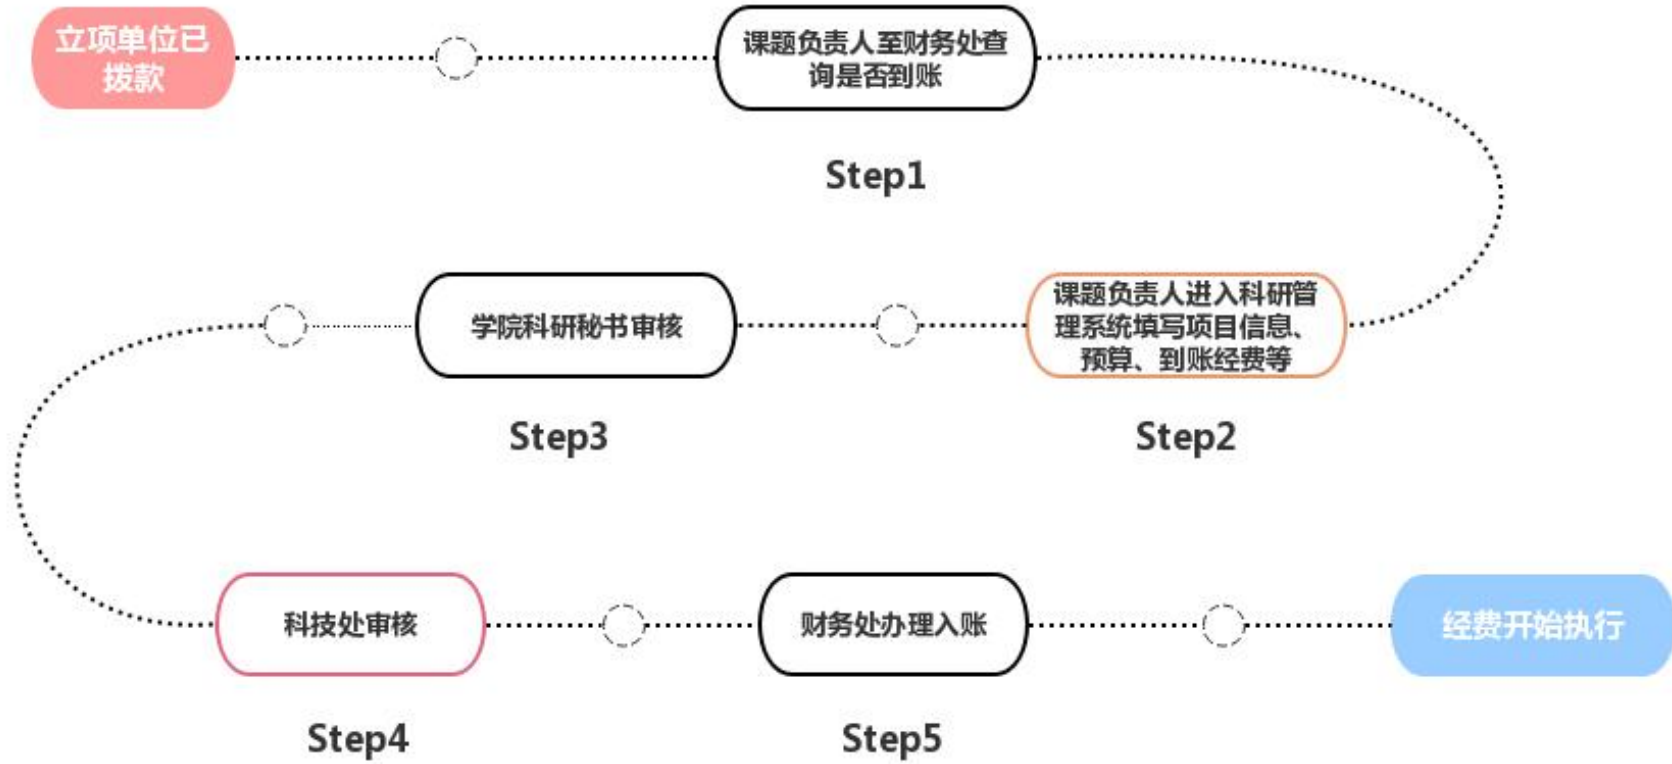 立项单位已
拨款
课题负责人至财务处查
询是否到账
Step1
学院科研秘书审核
课题负责人进入科研管
理系统填写项目信息、
预算、到账经费等
Step3
Step2
科技处审核
财务处办理入账
经费开始执行
Step4
Step5